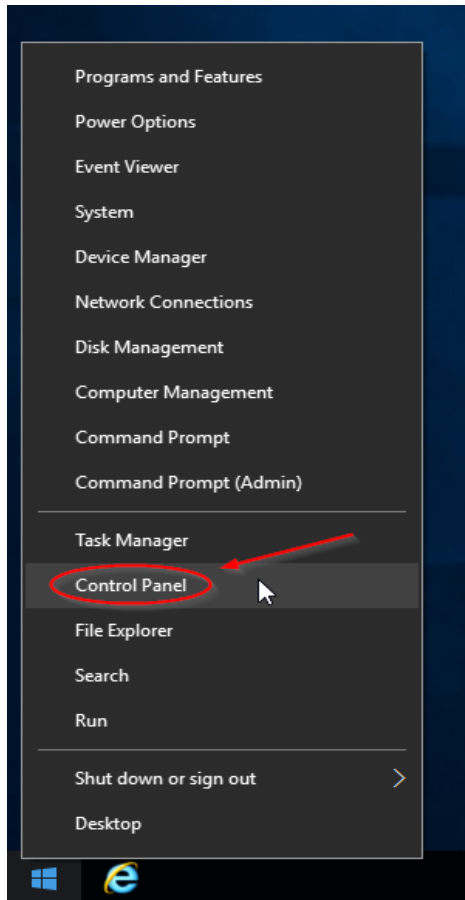 Programs and Features
Power Options
Event Viewer
System
Device Manager
Network Connections
Disk Management
Computer Management
Command Prompt
Command Prompt (Admin)
Task Manager
Control Panel
File Explorer
Search
Run
Shut down or sign out
Desktop